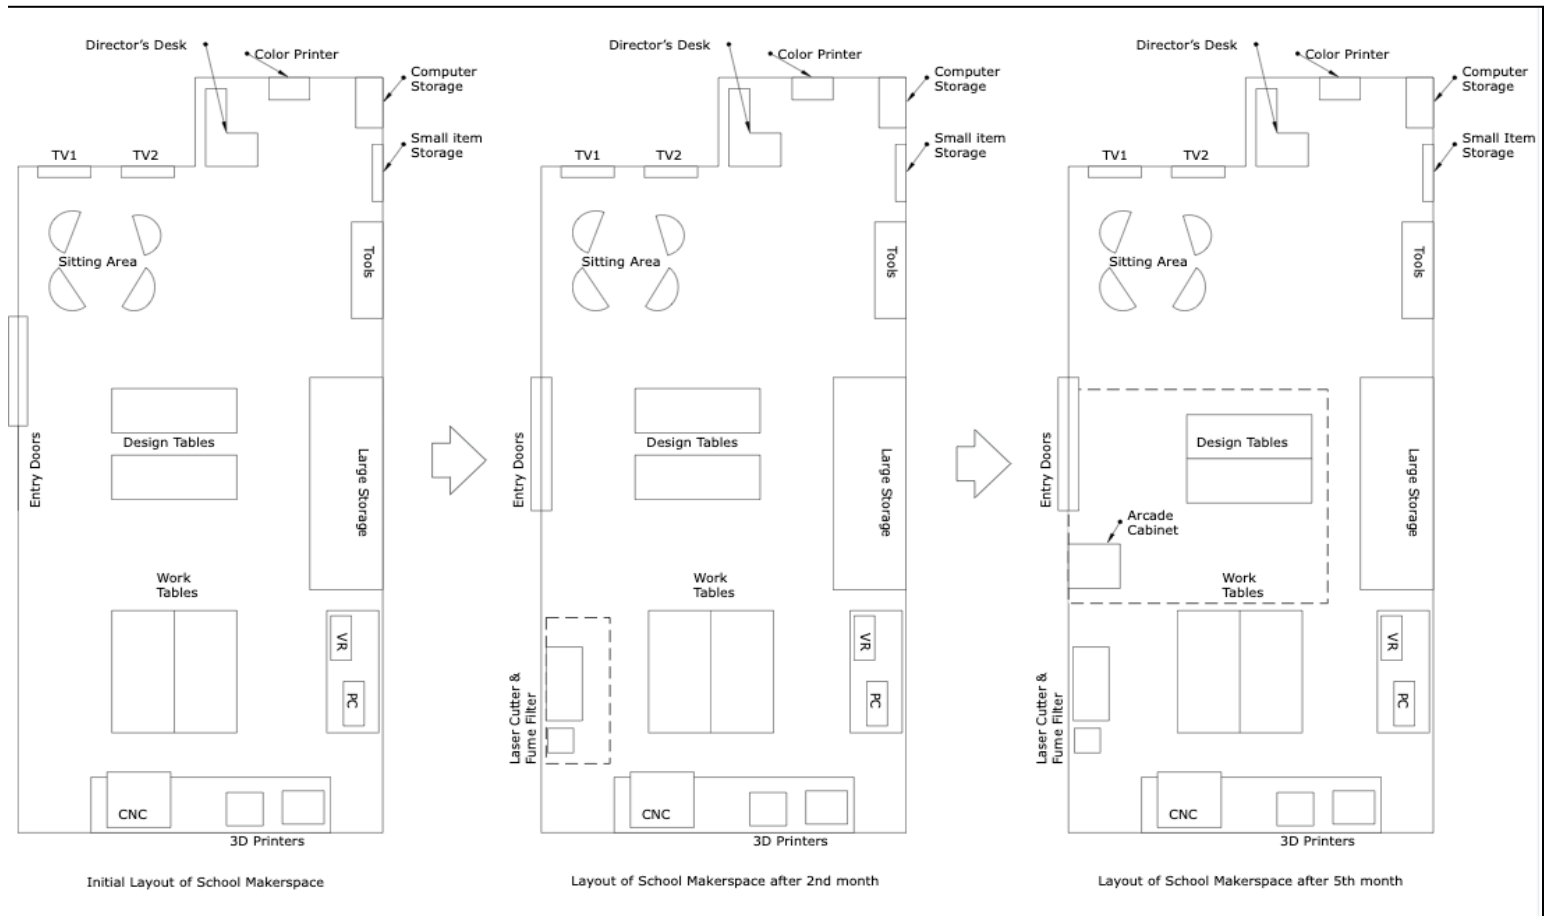 Director's Desk
Color Printer
Computer
Storage
Small item
Storage
TV1
TV2
Sitting Area
Tools
Entry Doors
Design Tables
Large Storage
Work
Tables
VR
PC
CNC
3D Printers
Initial Layout of School Makerspace
Director's Desk
Color Printer
Computer
Storage
Small item
Storage
TV1
TV2
Sitting Area
Tools
Entry Doors
Design Tables
Large Storage
Work
Tables
Laser Cutter &
Fume Filter
VR
PC
CNC
3D Printers
Layout of School Makerspace after 2nd month
Director's Desk
Color Printer
Computer
Storage
Small Item
Storage
TV1
TV2
Sitting Area
Tools
Entry Doors
Design Tables
Large Storage
Arcade
Cabinet
Work
Tables
Laser Cutter &
Fume Filter
VR
PC
CNC
3D Printers
Layout of School Makerspace after 5th month